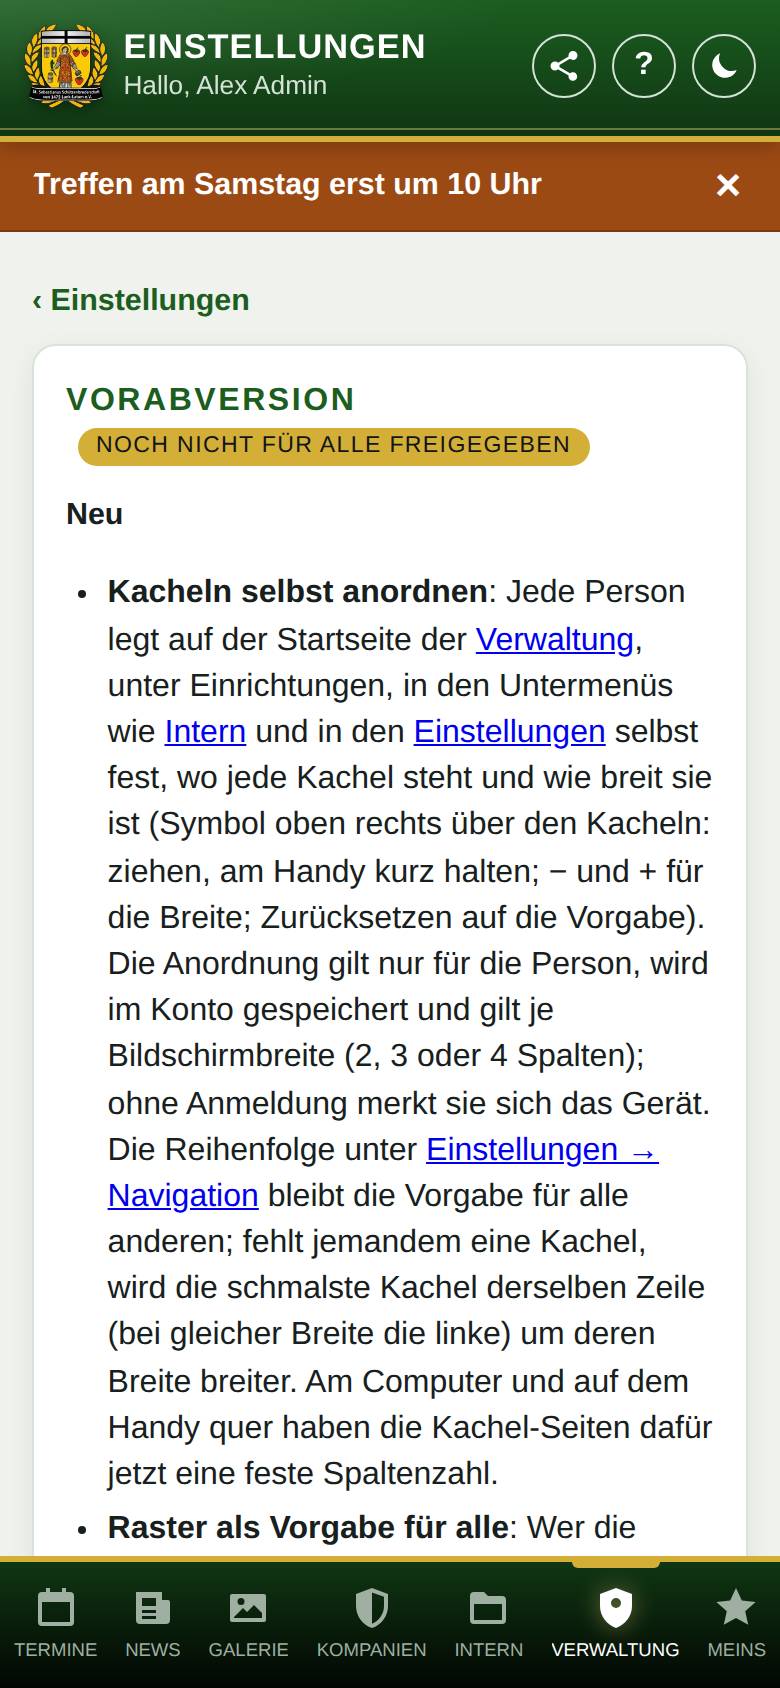 EINSTELLUNGEN
Hallo, Alex Admin
?
Treffen am Samstag erst um 10 Uhr
×
‹ Einstellungen
VORABVERSION
NOCH NICHT FÜR ALLE FREIGEGEBEN
Neu
• Kacheln selbst anordnen: Jede Person
legt auf der Startseite der Verwaltung,
unter Einrichtungen, in den Untermenüs
wie Intern und in den Einstellungen selbst
fest, wo jede Kachel steht und wie breit sie
ist (Symbol oben rechts über den Kacheln:
ziehen, am Handy kurz halten; − und + für
die Breite; Zurücksetzen auf die Vorgabe).
Die Anordnung gilt nur für die Person, wird
im Konto gespeichert und gilt je
Bildschirmbreite (2, 3 oder 4 Spalten);
ohne Anmeldung merkt sie sich das Gerät.
Die Reihenfolge unter Einstellungen →
Navigation bleibt die Vorgabe für alle
anderen; fehlt jemandem eine Kachel,
wird die schmalste Kachel derselben Zeile
(bei gleicher Breite die linke) um deren
Breite breiter. Am Computer und auf dem
Handy quer haben die Kachel-Seiten dafür
jetzt eine feste Spaltenzahl.
• Raster als Vorgabe für alle: Wer die
TERMINE NEWS GALERIE KOMPANIEN INTERN VERWALTUNG MEINS